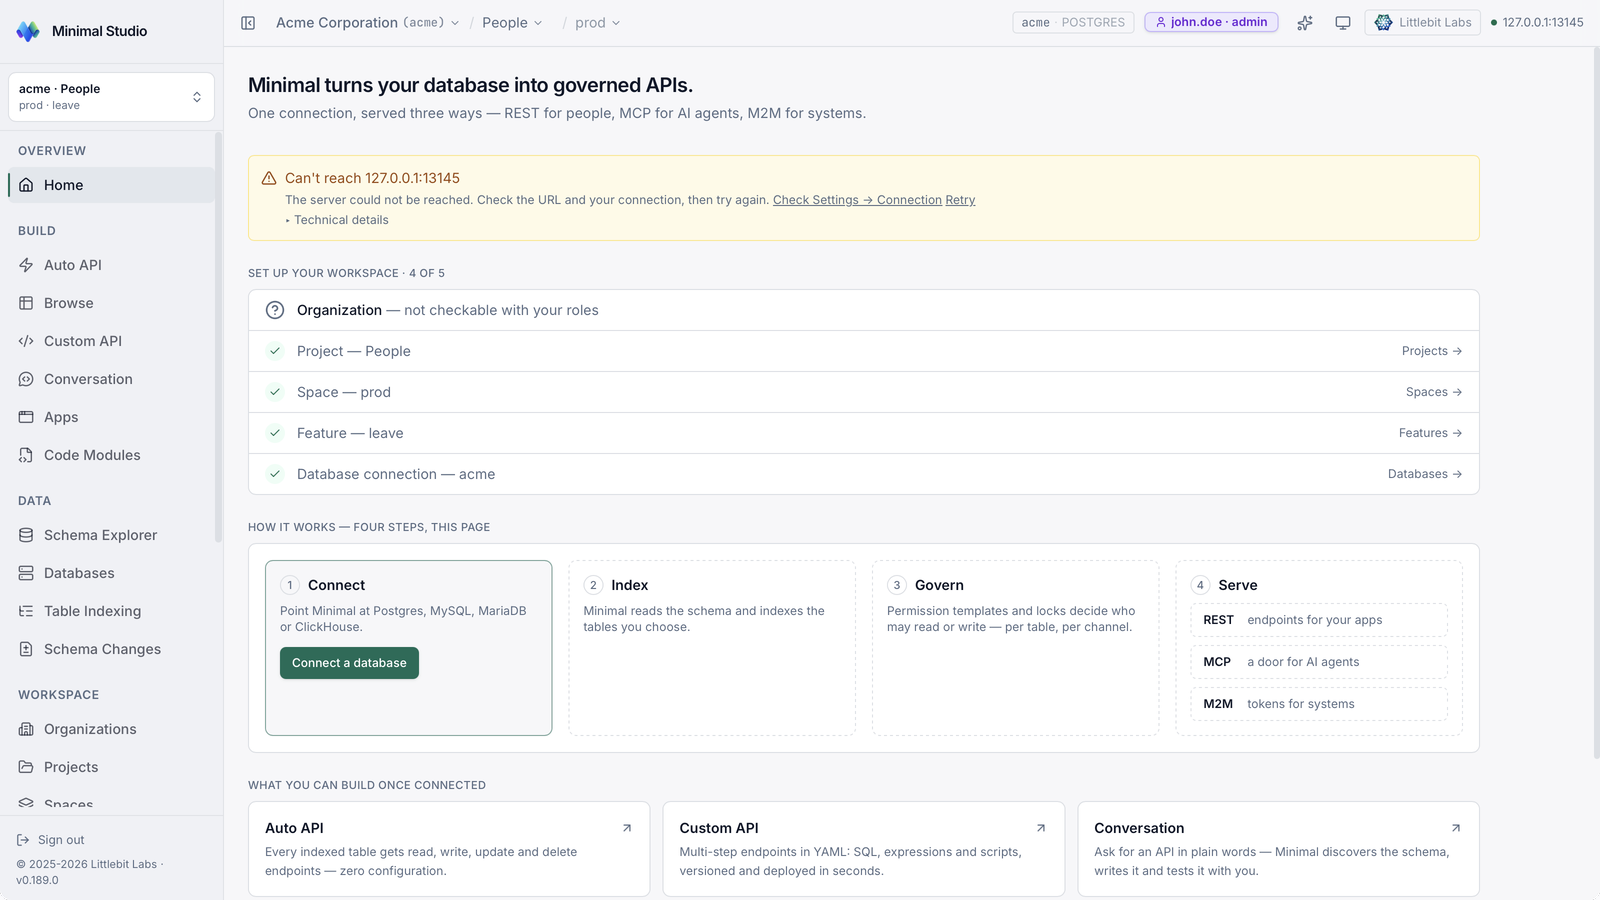 Minimal Studio
acme · People
prod · leave
OVERVIEW
Home
BUILD
Auto API
Browse
Custom API
Conversation
Apps
Code Modules
DATA
Schema Explorer
Databases
Table Indexing
Schema Changes
WORKSPACE
Organizations
Projects
Spaces
Sign out
© 2025-2026 Littlebit Labs ·
v0.189.0
Acme Corporation (acme) / People / prod
acme · POSTGRES
john.doe · admin
Littlebit Labs
127.0.0.1:13145
Minimal turns your database into governed APIs.
One connection, served three ways — REST for people, MCP for AI agents, M2M for systems.
Can't reach 127.0.0.1:13145
The server could not be reached. Check the URL and your connection, then try again. Check Settings → Connection Retry
Technical details
SET UP YOUR WORKSPACE · 4 OF 5
Organization — not checkable with your roles
Project — People Projects →
Space — prod Spaces →
Feature — leave Features →
Database connection — acme Databases →
HOW IT WORKS — FOUR STEPS, THIS PAGE
1 Connect
Point Minimal at Postgres, MySQL, MariaDB
or ClickHouse.
Connect a database
2 Index
Minimal reads the schema and indexes the
tables you choose.
3 Govern
Permission templates and locks decide who
may read or write — per table, per channel.
4 Serve
REST endpoints for your apps
MCP a door for AI agents
M2M tokens for systems
WHAT YOU CAN BUILD ONCE CONNECTED
Auto API
Every indexed table gets read, write, update and delete
endpoints — zero configuration.
Custom API
Multi-step endpoints in YAML: SQL, expressions and scripts,
versioned and deployed in seconds.
Conversation
Ask for an API in plain words — Minimal discovers the schema,
writes it and tests it with you.